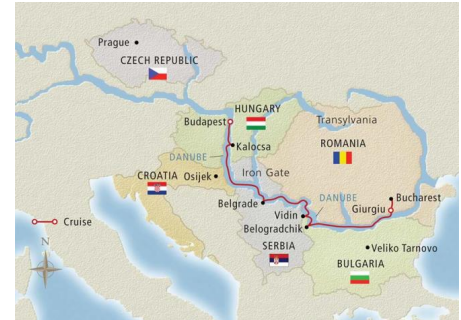 Prague
CZECH REPUBLIC
HUNGARY
Budapest
Transylvania
Kalocsa
ROMANIA
DANUBE
Iron Gate
CROATIA
Osijek
DANUBE
Bucharest
Belgrade
Vidin
Giurgiu
Cruise
Belogradchik
N
SERBIA
Veliko Tarnovo
BULGARIA